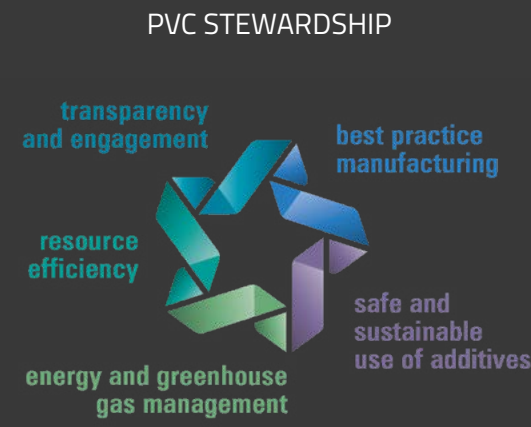 PVC STEWARDSHIP
transparency
and engagement
best practice
manufacturing
resource
efficiency
safe and
sustainable
use of additives
energy and greenhouse
gas management